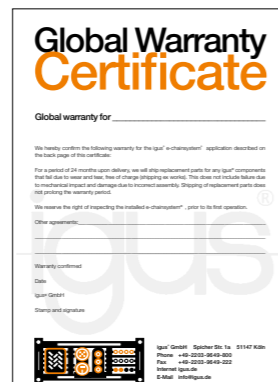 Global Warranty
Certificate
Global warranty for
We hereby confirm the following warranty for the igus® e-chainsystem® application described on
the back page of this certificate:
For a period of 24 months upon delivery, we will ship replacement parts for any igus® components
that fail due to wear and tear, free of charge (shipping ex works). This does not include failure due
to mechanical impact and damage due to incorrect assembly. Shipping of replacement parts does
not prolong the warranty period.
We reserve the right of inspecting the installed e-chainsystem®, prior to its first operation.
Other agreements:
igus®
Warranty confirmed
Date
igus® GmbH
Stamp and signature
igus® GmbH Spicher Str. 1a 51147 Köln
Phone +49-2203-9649-800
Fax +49-2203-9649-222
Internet igus.de
E-Mail info@igus.de